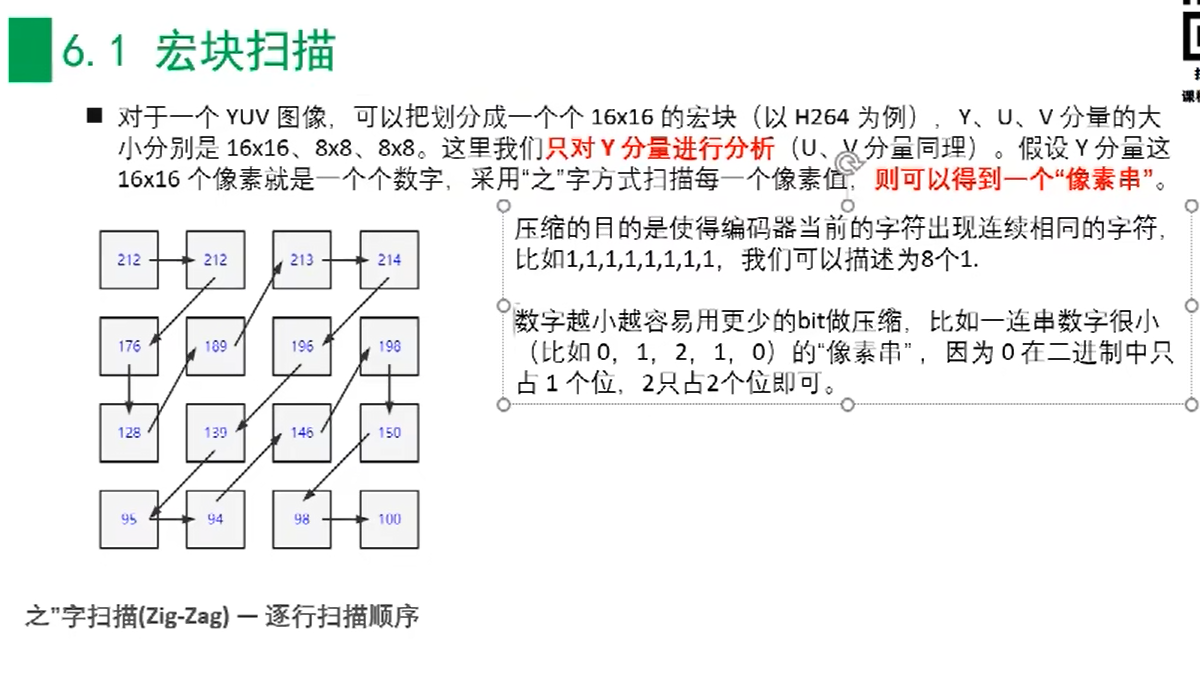 6.1 宏块扫描
■ 对于一个 YUV 图像，可以把划分成一个个 16x16 的宏块（以 H264 为例），Y、U、V 分量的大
小分别是 16x16、8x8、8x8。这里我们只对 Y 分量进行分析（U、V 分量同理）。假设 Y 分量这
16x16 个像素就是一个个数字，采用“之”字方式扫描每一个像素值，则可以得到一个“像素串”。
压缩的目的是使得编码器当前的字符出现连续相同的字符，
比如1,1,1,1,1,1,1,1，我们可以描述为8个1.
数字越小越容易用更少的bit做压缩，比如一连串数字很小
（比如 0，1，2，1，0）的“像素串”，因为 0 在二进制中只
占 1 个位，2只占2个位即可。
212 212 213 214
176 189 196 198
128 139 146 150
95 94 98 100
之”字扫描(Zig-Zag) — 逐行扫描顺序